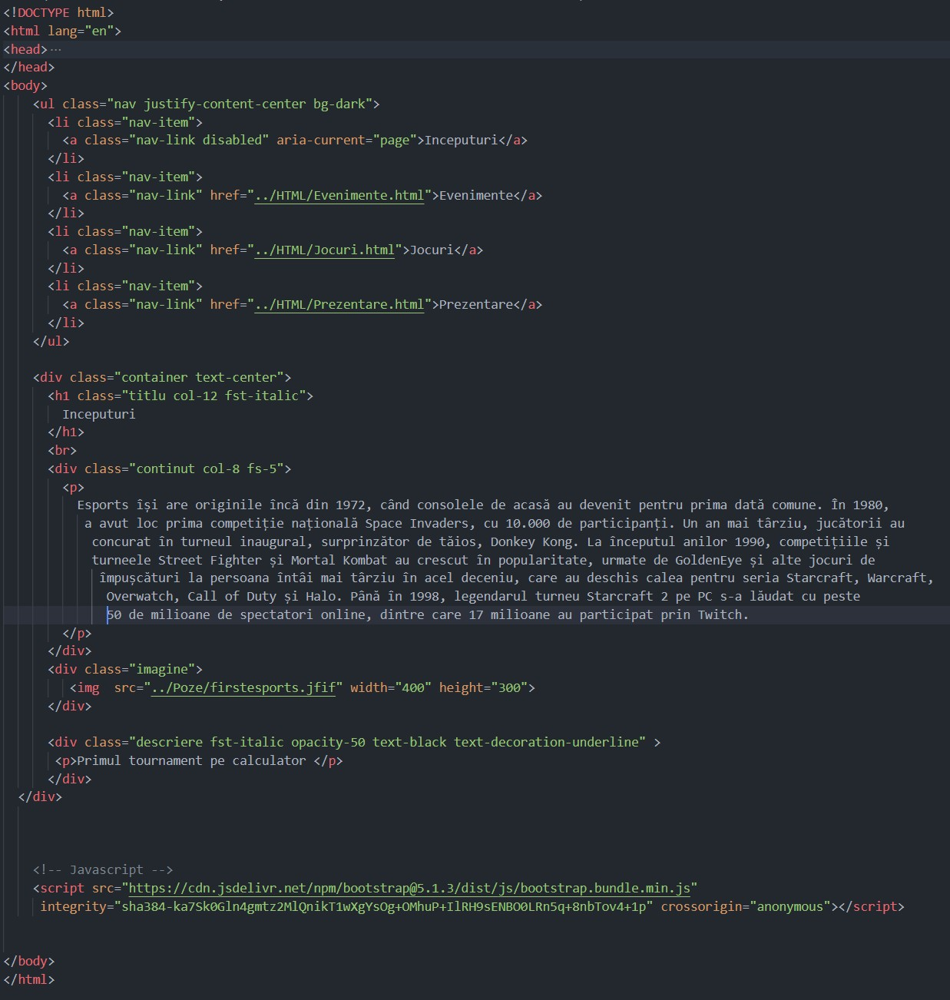 <!DOCTYPE html>
<html lang="en">
<head>···
</head>
<body>
<ul class="nav justify-content-center bg-dark">
<li class="nav-item">
<a class="nav-link disabled" aria-current="page">Inceputuri</a>
</li>
<li class="nav-item">
<a class="nav-link" href="../HTML/Evenimente.html">Evenimente</a>
</li>
<li class="nav-item">
<a class="nav-link" href="../HTML/Jocuri.html">Jocuri</a>
</li>
<li class="nav-item">
<a class="nav-link" href="../HTML/Prezentare.html">Prezentare</a>
</li>
</ul>
<div class="container text-center">
<h1 class="titlu col-12 fst-italic">
Inceputuri
</h1>
<br>
<div class="continut col-8 fs-5">
<p>
Esports își are originile încă din 1972, când consolele de acasă au devenit pentru prima dată comune. În 1980,
a avut loc prima competiție națională Space Invaders, cu 10.000 de participanți. Un an mai târziu, jucătorii au
concurat în turneul inaugural, surprinzător de tăios, Donkey Kong. La începutul anilor 1990, competițiile și
turneele Street Fighter și Mortal Kombat au crescut în popularitate, urmate de GoldenEye și alte jocuri de
împușcături la persoana întâi mai târziu în acel deceniu, care au deschis calea pentru seria Starcraft, Warcraft,
Overwatch, Call of Duty și Halo. Până în 1998, legendarul turneu Starcraft 2 pe PC s-a lăudat cu peste
50 de milioane de spectatori online, dintre care 17 milioane au participat prin Twitch.
</p>
</div>
<div class="imagine">
<img  src="../Poze/firstesports.jfif" width="400" height="300">
</div>
<div class="descriere fst-italic opacity-50 text-black text-decoration-underline" >
<p>Primul tournament pe calculator </p>
</div>
</div>
<!-- Javascript -->
<script src="https://cdn.jsdelivr.net/npm/bootstrap@5.1.3/dist/js/bootstrap.bundle.min.js"
integrity="sha384-ka7Sk0Gln4gmtz2MlQnikT1wXgYsOg+OMhuP+IlRH9sENBO0LRn5q+8nbTov4+1p" crossorigin="anonymous"></script>
</body>
</html>